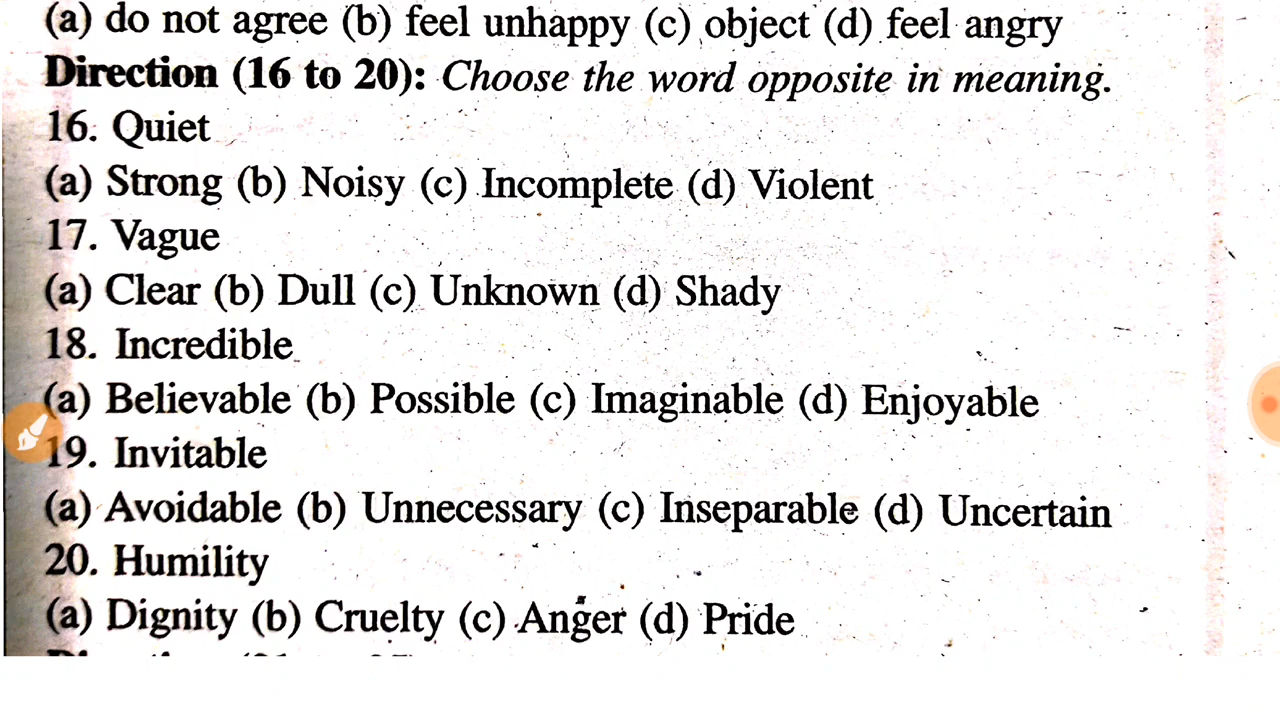 (a) do not agree (b) feel unhappy (c) object (d) feel angry
Direction (16 to 20): Choose the word opposite in meaning.
16. Quiet
(a) Strong (b) Noisy (c) Incomplete (d) Violent
17. Vague
(a) Clear (b) Dull (c) Unknown (d) Shady
18. Incredible
(a) Believable (b) Possible (c) Imaginable (d) Enjoyable
19. Invitable
(a) Avoidable (b) Unnecessary (c) Inseparable (d) Uncertain
20. Humility
(a) Dignity (b) Cruelty (c) Anger (d) Pride